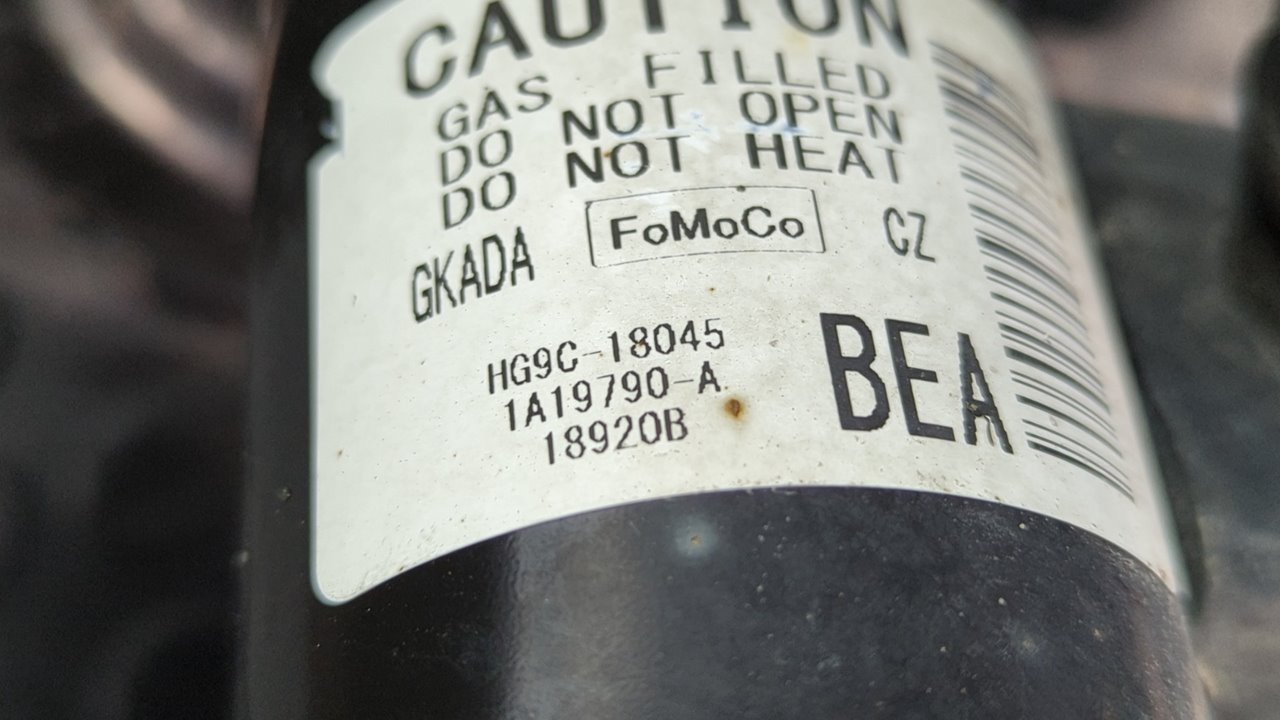 CAUTION
GAS FILLED
DO NOT OPEN
DO NOT HEAT
GKADA FoMoCo CZ
HG9C-18045
1A19790-A
18920B
BEA